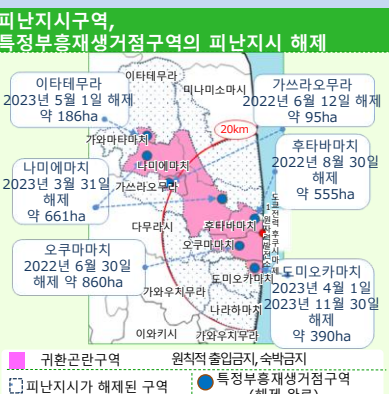 피난지시구역,
특정부흥재생거점구역의 피난지시 해제
이타테무라
2023년 5월 1일 해제
약 186ha
이타테무라
미나미소마시
가쓰라오무라
2022년 6월 12일 해제
약 95ha
20km
가와마타마치
나미에마치
후타바마치
2022년 8월 30일
해제
약 555ha
나미에마치
2023년 3월 31일
해제
약 661ha
가쓰라오무라
다무라시
후타바마치
오쿠마마치
오쿠마마치
2022년 6월 30일
해제 약 860ha
도미오카마치
도미오카마치
2023년 4월 1일
2023년 11월 30일
해제
약 390ha
가와우치무라
나라하마치
이와키시
가와우치무라
귀환곤란구역
원칙적 출입금지, 숙박금지
피난지시가 해제된 구역
특정부흥재생거점구역
(해제 완료)